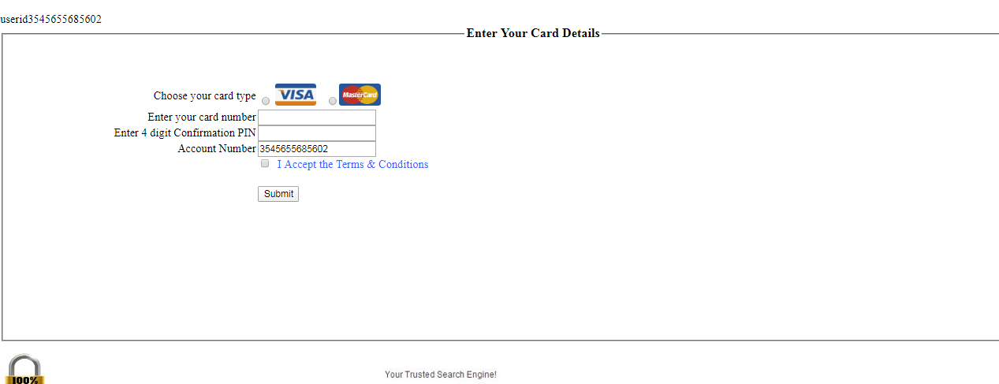 userid3545655685602
Enter Your Card Details
Choose your card type VISA MasterCard
Enter your card number
Enter 4 digit Confirmation PIN
Account Number 3545655685602
I Accept the Terms & Conditions
Submit
Your Trusted Search Engine!
100%